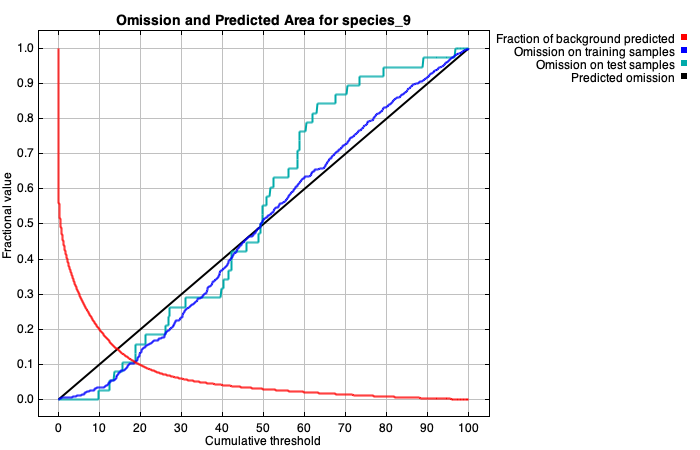 Omission and Predicted Area for species_9
Fraction of background predicted
Omission on training samples
Omission on test samples
Predicted omission
Fractional value
1.0
0.9
0.8
0.7
0.6
0.5
0.4
0.3
0.2
0.1
0.0
0 10 20 30 40 50 60 70 80 90 100
Cumulative threshold